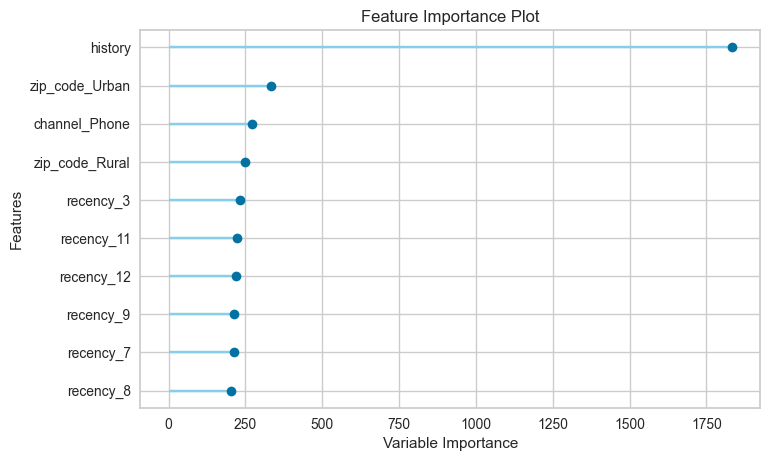 Feature Importance Plot
history
zip_code_Urban
channel_Phone
zip_code_Rural
recency_3
recency_11
recency_12
recency_9
recency_7
recency_8
Features
0 250 500 750 1000 1250 1500 1750
Variable Importance